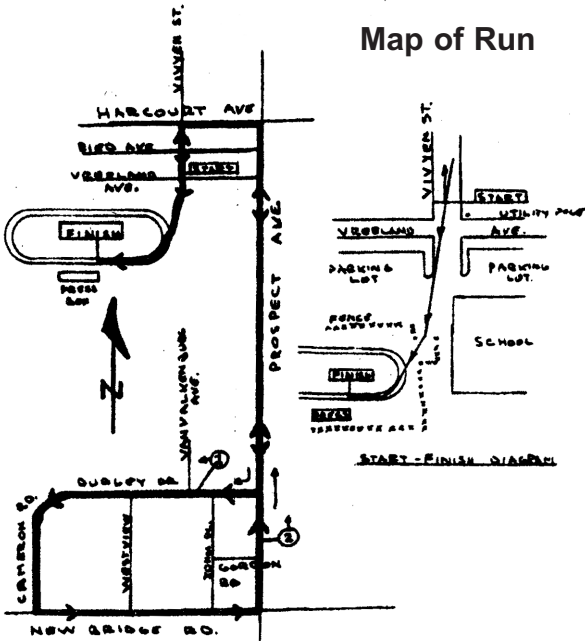 Map of Run
VIVYEN ST.
HARCOURT AVE
BIRD AVE
START
VREELAND
AVE.
FINISH
PRESS
BOX
N
PROSPECT AVE.
VANVALKENBURG
AVE.
1
DUDLEY DR
CAMERON RD.
WESTVIEW
GORDON
RD
2
NEW BRIDGE RD.
VIVYEN ST.
START
UTILITY POLE
VREELAND
AVE.
PARKING
LOT
PARKING
LOT.
FENCE
SCHOOL
FINISH
START-FINISH DIAGRAM